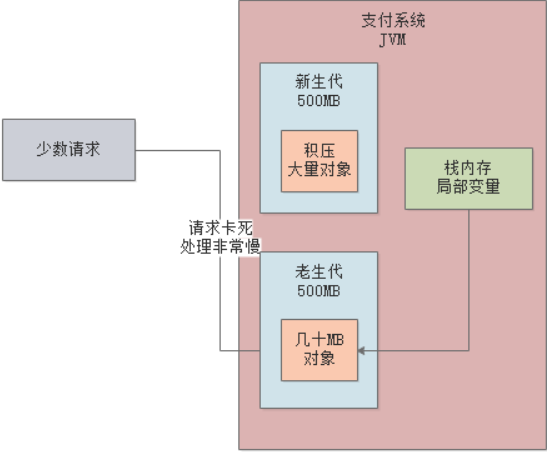 支付系统
JVM
新生代
500MB
积压
大量对象
少数请求
栈内存
局部变量
请求卡死
处理非常慢
老生代
500MB
几十MB
对象